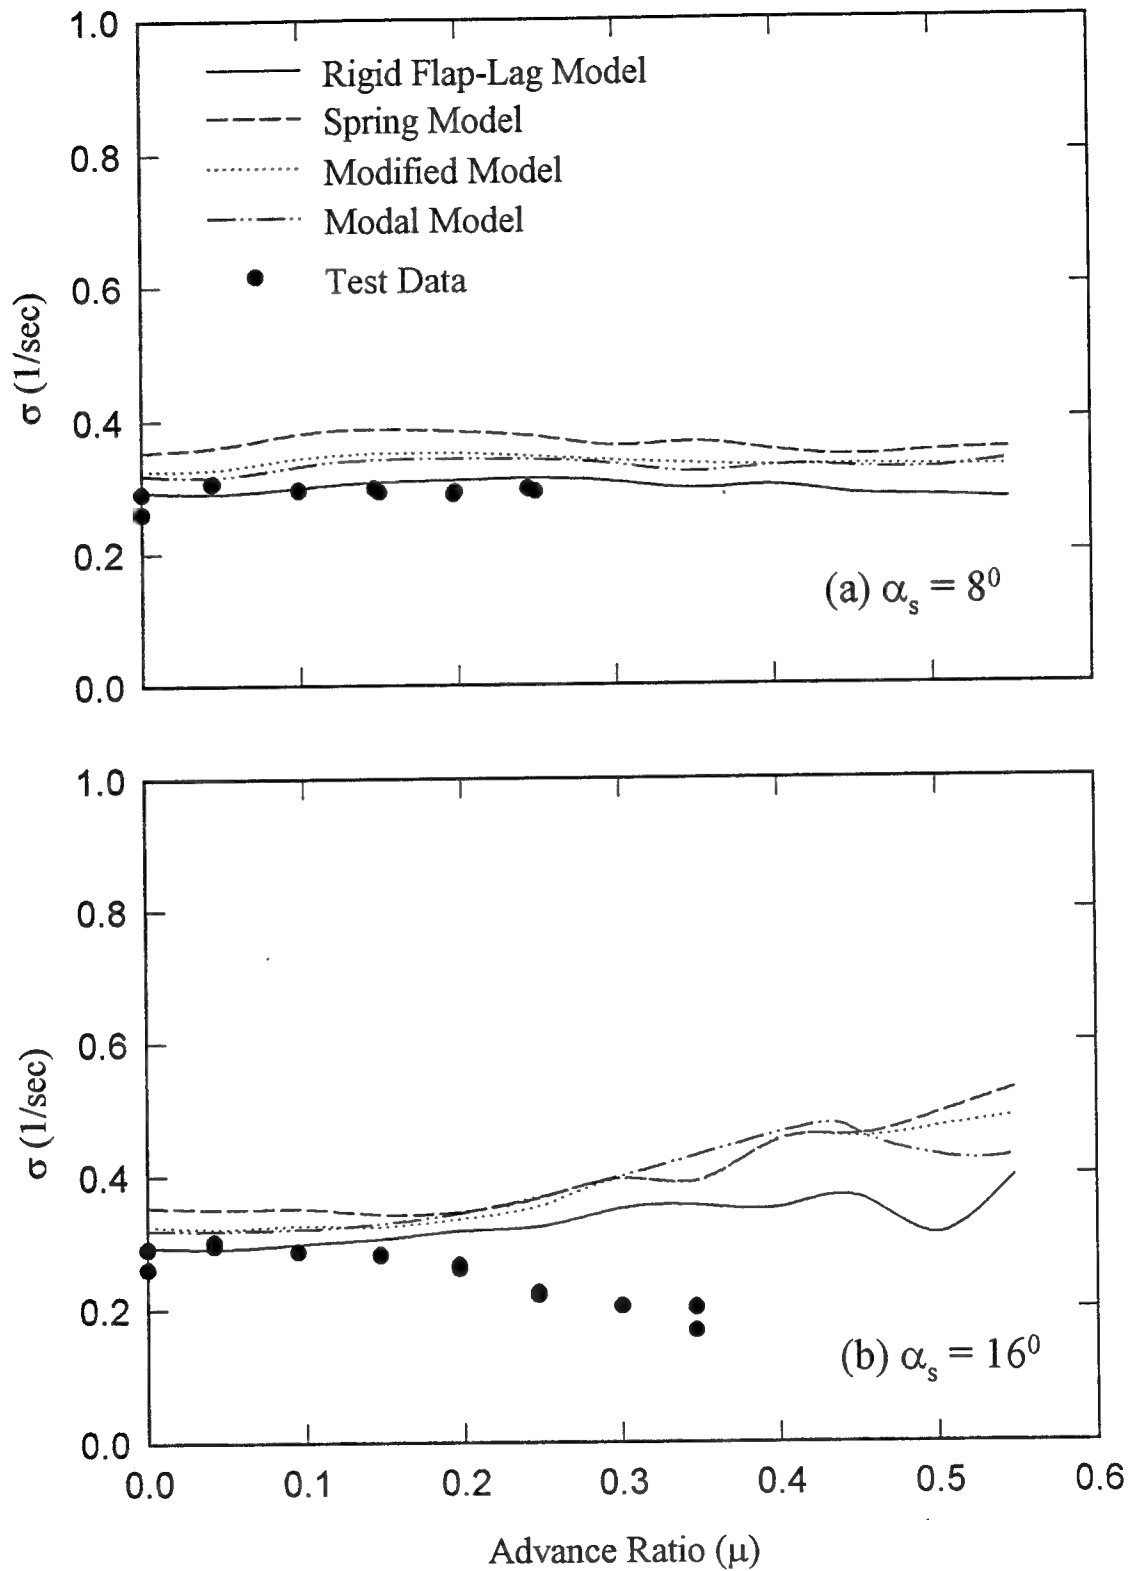 1.0
Rigid Flap-Lag Model
Spring Model
0.8
Modified Model
Modal Model
Test Data
0.6
σ (1/sec)
0.4
0.2
(a) αₛ = 8⁰
0.0
1.0
0.8
0.6
σ (1/sec)
0.4
0.2
(b) αₛ = 16⁰
0.0
0.0 0.1 0.2 0.3 0.4 0.5 0.6
Advance Ratio (μ)